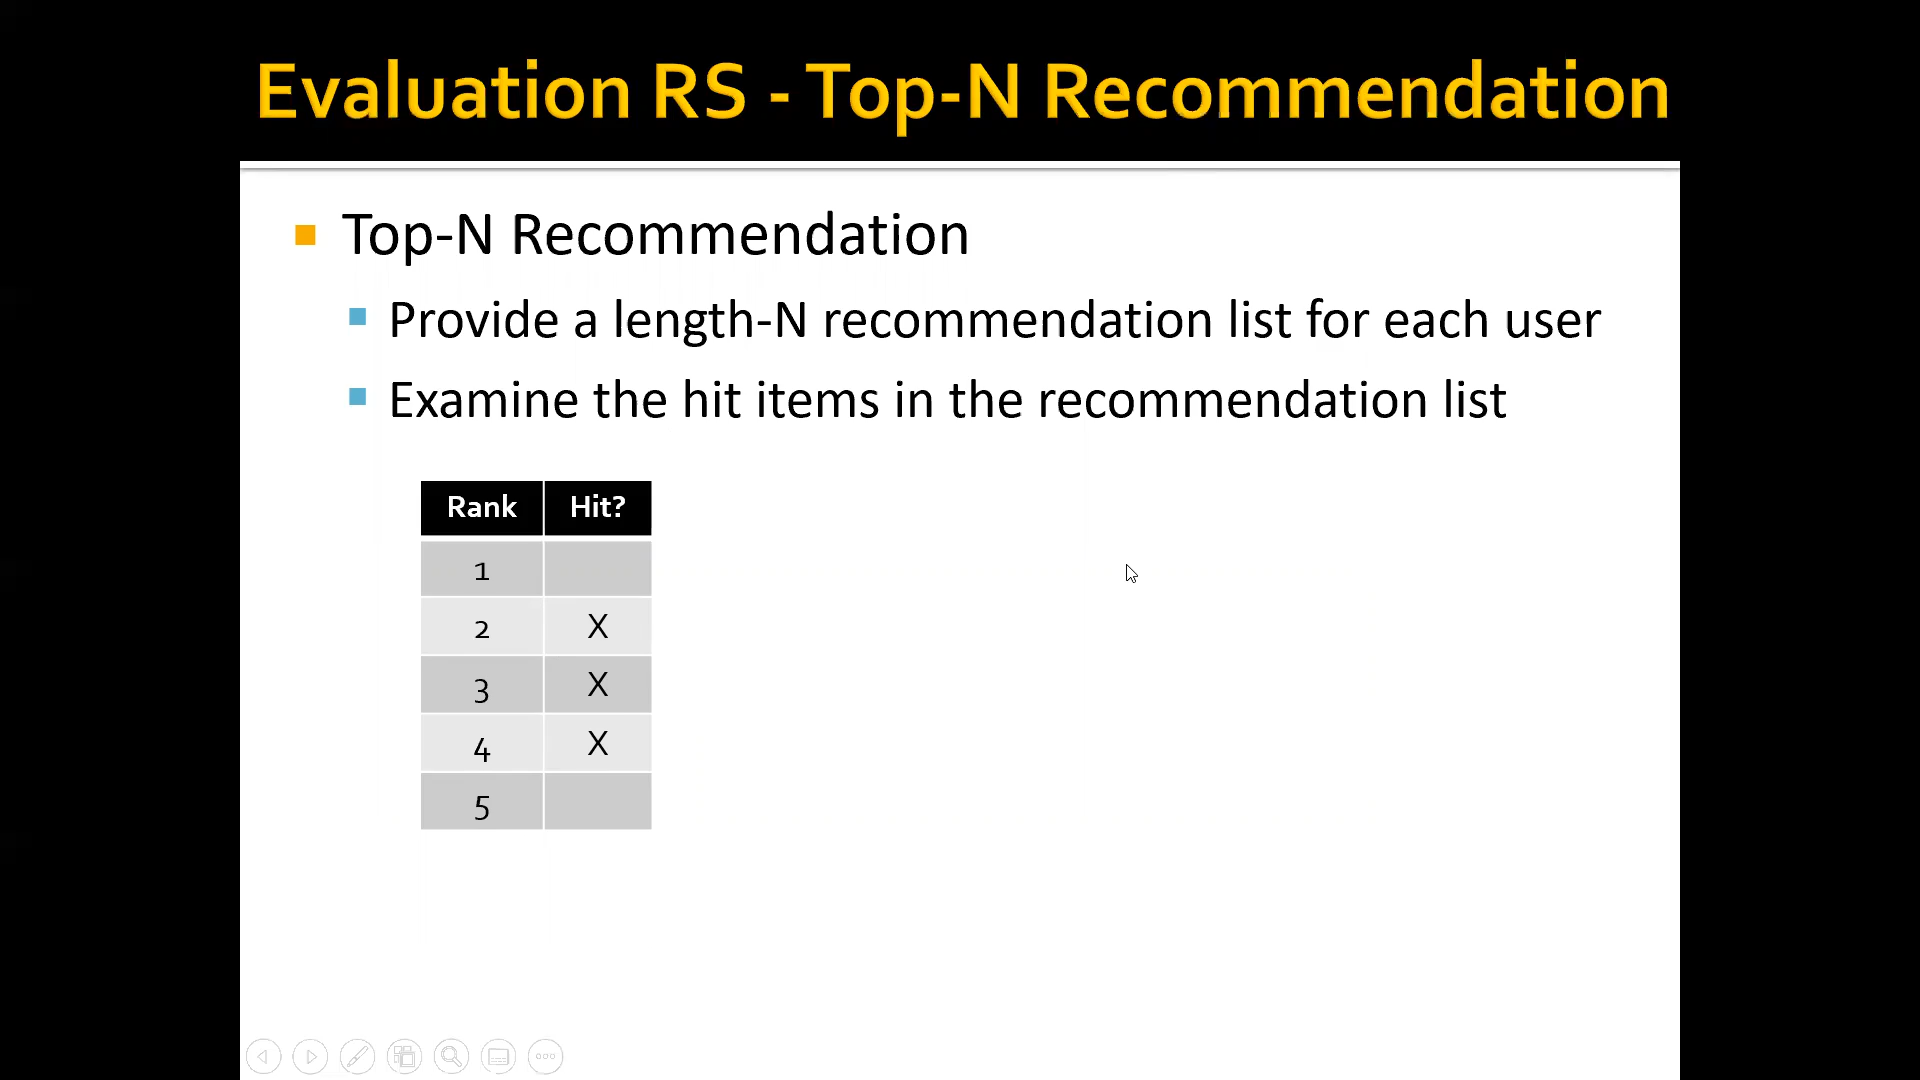 Evaluation RS - Top-N Recommendation
Top-N Recommendation
Provide a length-N recommendation list for each user
Examine the hit items in the recommendation list
Rank Hit?
1
2 X
3 X
4 X
5